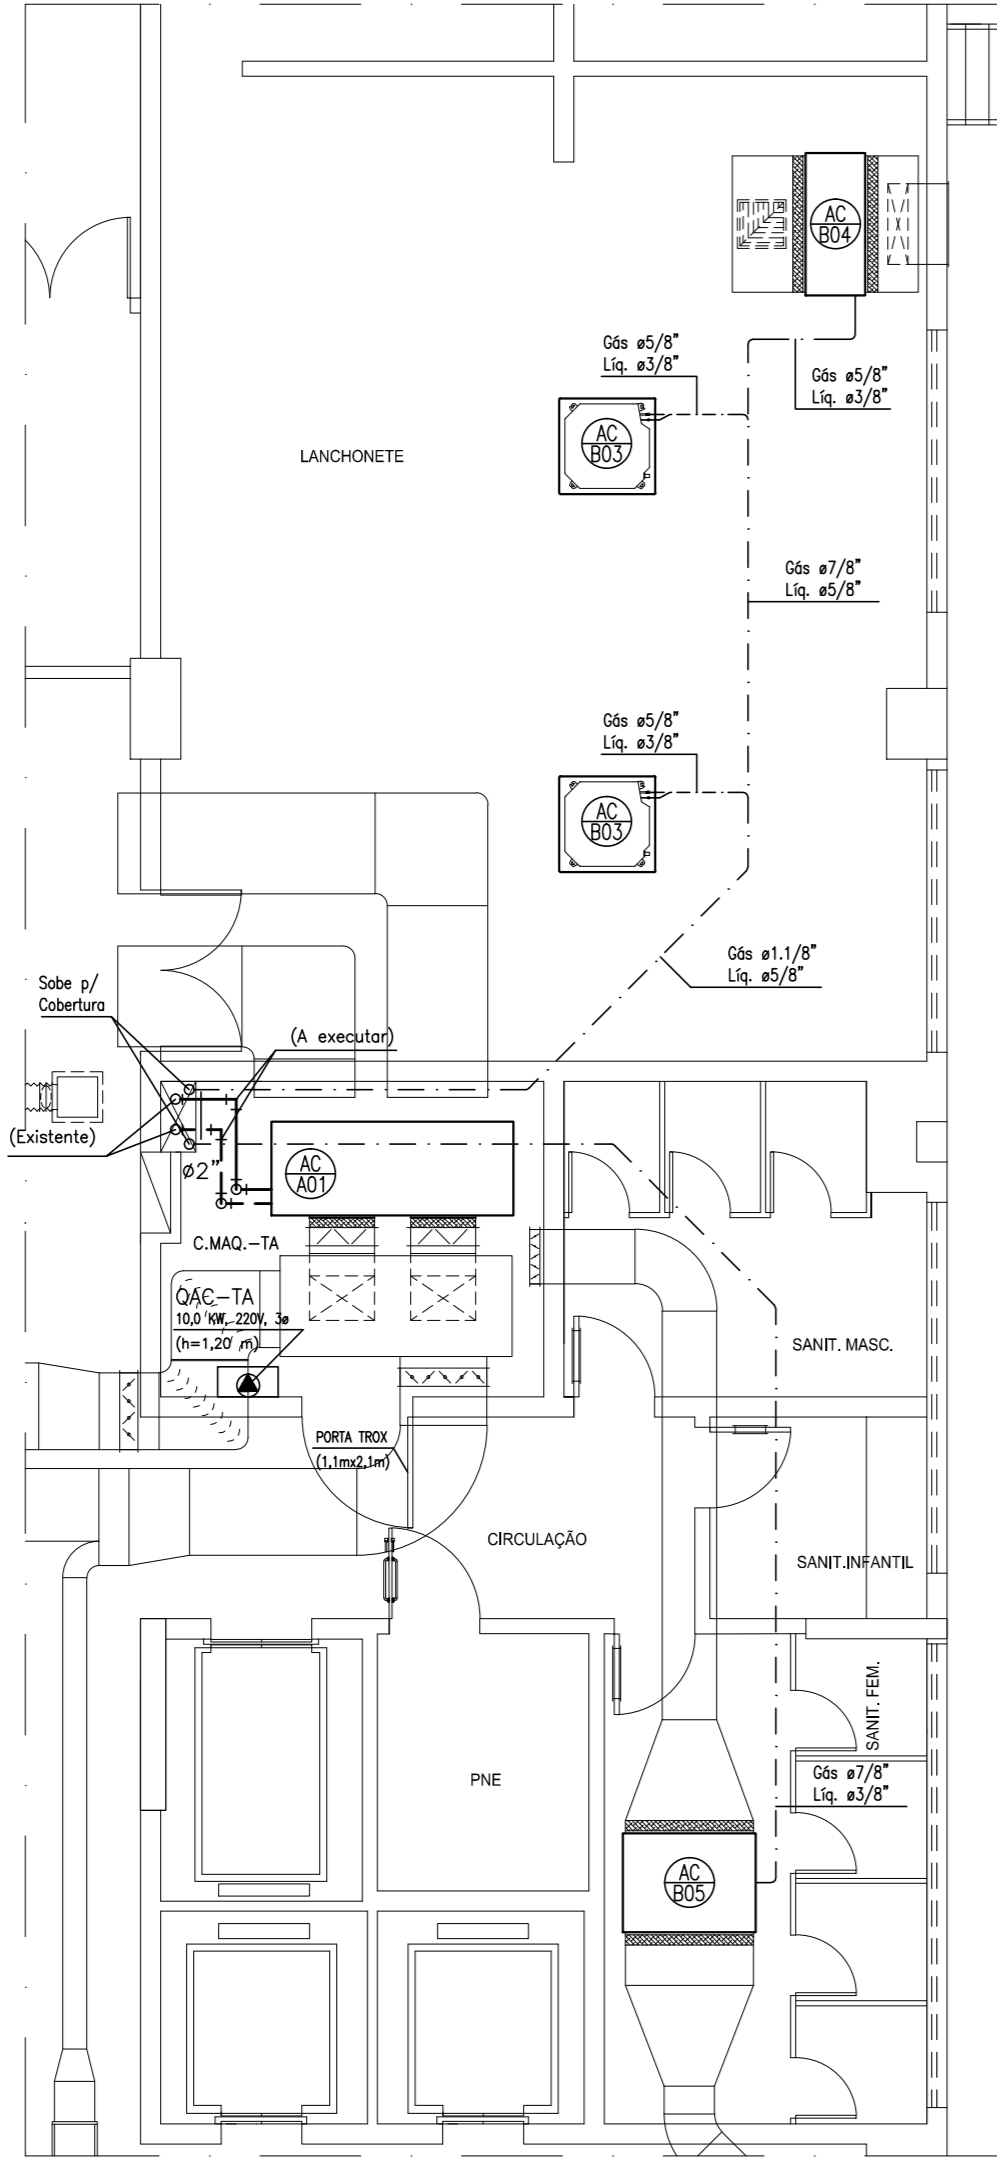 AC
B04
Gás ø5/8"
Líq. ø3/8"
Gás ø5/8"
Líq. ø3/8"
AC
B03
LANCHONETE
Gás ø7/8"
Líq. ø5/8"
Gás ø5/8"
Líq. ø3/8"
AC
B03
Gás ø1.1/8"
Líq. ø5/8"
Sobe p/
Cobertura
(A executar)
(Existente)
ø2"
AC
A01
C.MAQ.-TA
QAC-TA
10,0 KW, 220V, 3ø
(h=1,20 m)
SANIT. MASC.
PORTA TROX
(1,1mx2,1m)
CIRCULAÇÃO
SANIT.INFANTIL
SANIT. FEM.
PNE
Gás ø7/8"
Líq. ø3/8"
AC
B05